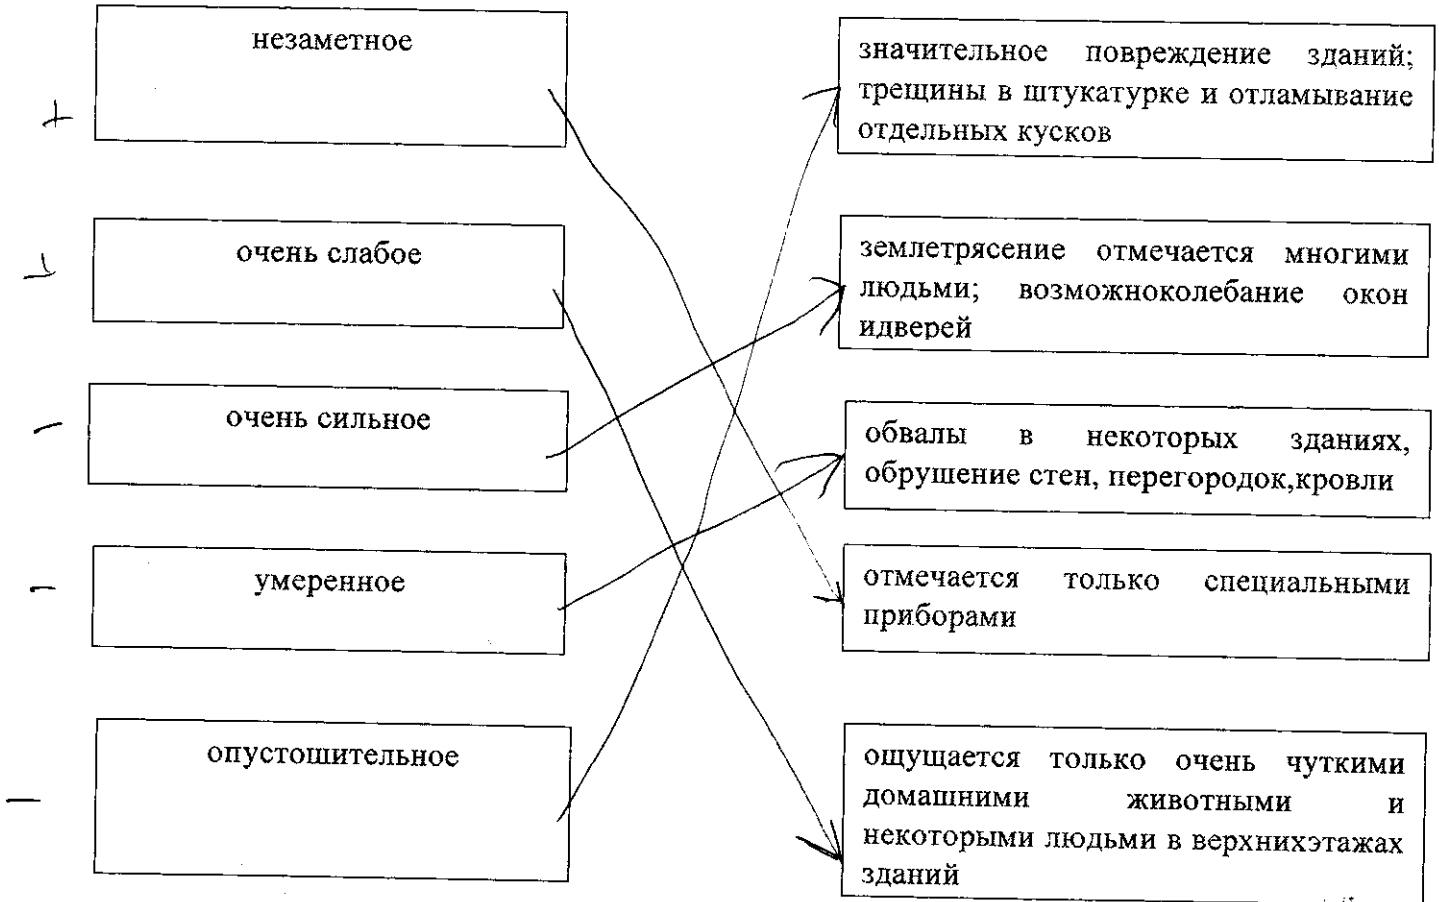 незаметное
значительное повреждение зданий;
трещины в штукатурке и отламывание
отдельных кусков
+
очень слабое
землетрясение отмечается многими
людьми; возможноколебание окон
идверей
+
очень сильное
обвалы в некоторых зданиях,
обрушение стен, перегородок,кровли
-
умеренное
отмечается только специальными
приборами
-
опустошительное
ощущается только очень чуткими
домашними животными и
некоторыми людьми в верхнихэтажах
зданий
-